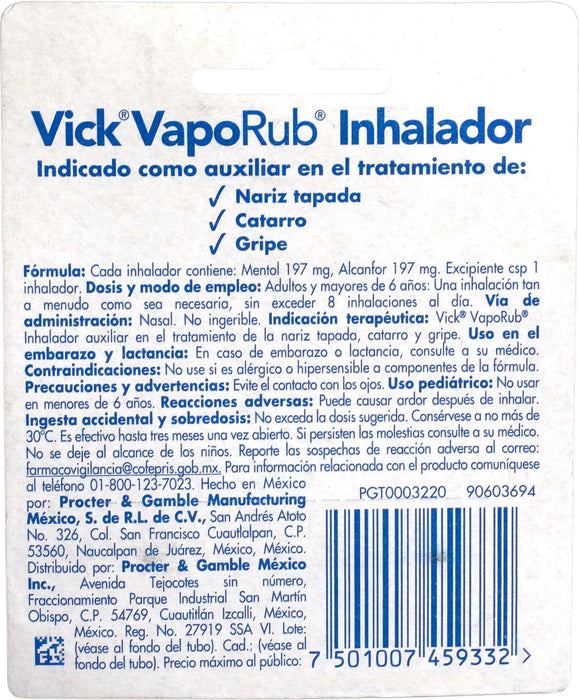 Vick® VapoRub® Inhalador
Indicado como auxiliar en el tratamiento de:
✓ Nariz tapada
✓ Catarro
✓ Gripe
Fórmula: Cada inhalador contiene: Mentol 197 mg, Alcanfor 197 mg. Excipiente csp 1
inhalador. Dosis y modo de empleo: Adultos y mayores de 6 años: Una inhalación tan
a menudo como sea necesaria, sin exceder 8 inhalaciones al día. Vía de
administración: Nasal. No ingerible. Indicación terapéutica: Vick® VapoRub®
Inhalador auxiliar en el tratamiento de la nariz tapada, catarro y gripe. Uso en el
embarazo y lactancia: En caso de embarazo o lactancia, consulte a su médico.
Contraindicaciones: No use si es alérgico o hipersensible a componentes de la fórmula.
Precauciones y advertencias: Evite el contacto con los ojos. Uso pediátrico: No usar
en menores de 6 años. Reacciones adversas: Puede causar ardor después de inhalar.
Ingesta accidental y sobredosis: No exceda la dosis sugerida. Consérvese a no más de
30°C. Es efectivo hasta tres meses una vez abierto. Si persisten las molestias consulte a su médico.
No se deje al alcance de los niños. Reporte las sospechas de reacción adversa al correo:
farmacovigilancia@cofepris.gob.mx. Para información relacionada con el producto comuníquese
al teléfono 01-800-123-7023. Hecho en México
por: Procter & Gamble Manufacturing
México, S. de R.L. de C.V., San Andrés Atoto
No. 326, Col. San Francisco Cuautlalpan, C.P.
53560, Naucalpan de Juárez, México, México.
Distribuido por: Procter & Gamble México
Inc., Avenida Tejocotes sin número,
Fraccionamiento Parque Industrial San Martín
Obispo, C.P. 54769, Cuautitlán Izcalli, México,
México. Reg. No. 27919 SSA VI. Lote:
(véase al fondo del tubo). Cad.: (véase al
fondo del tubo). Precio máximo al público:
PGT0003220 90603694
7 501007 459332 >